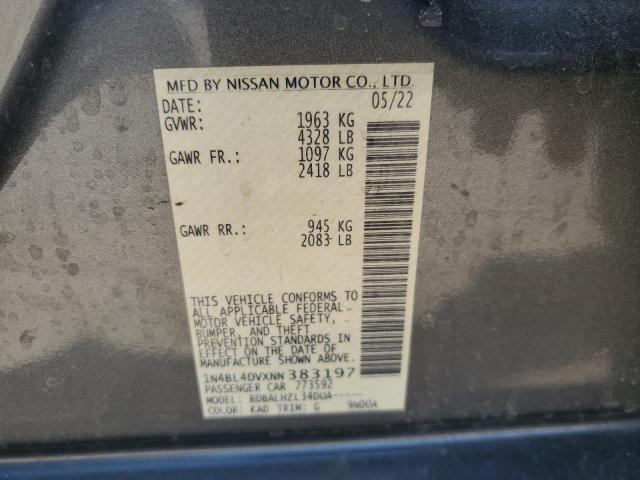 MFD BY NISSAN MOTOR CO., LTD.
DATE: 05/22
GVWR: 1963 KG
4328 LB
GAWR FR.: 1097 KG
2418 LB
GAWR RR.: 945 KG
2083 LB
THIS VEHICLE CONFORMS TO
ALL APPLICABLE FEDERAL
MOTOR VEHICLE SAFETY,
BUMPER, AND THEFT
PREVENTION STANDARDS IN
EFFECT ON THE DATE OF
MANUFACTURE SHOWN ABOVE.
1N4BL4DVXNN383197
PASSENGER CAR 773592
MODEL: BDBALHZL34DUA-----
COLOR: KAD TRIM: G 9N00A